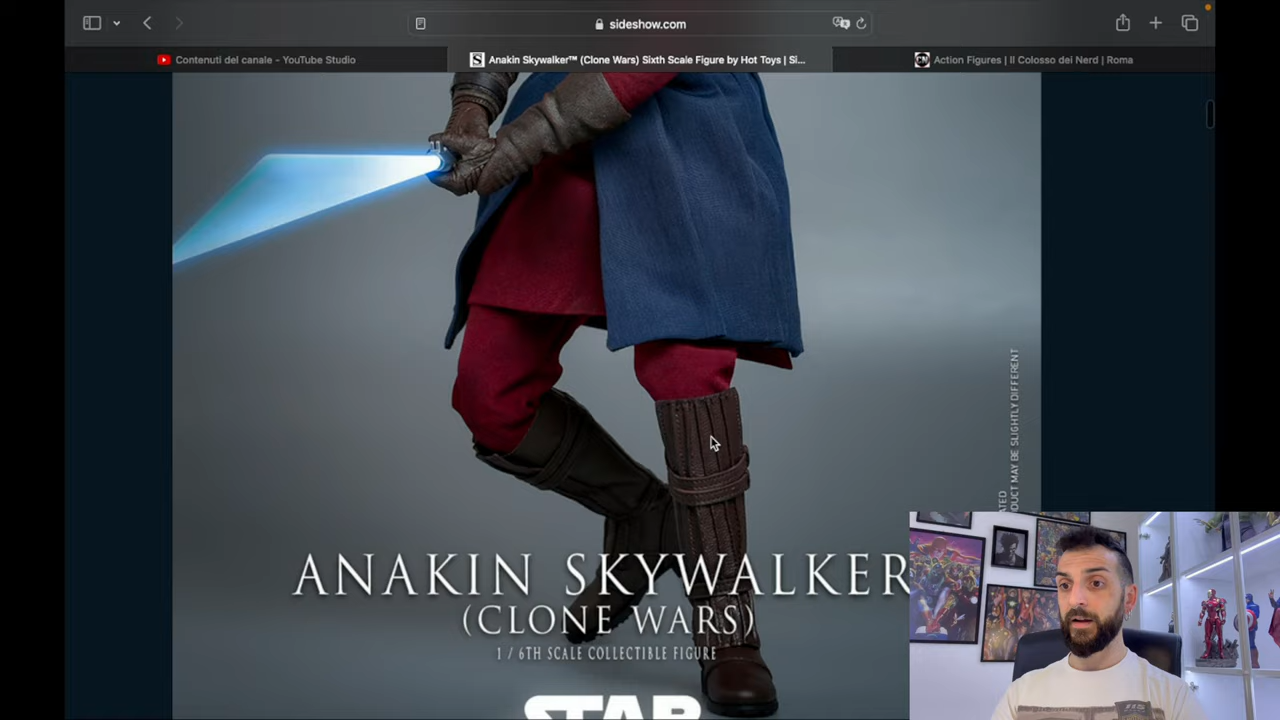 sideshow.com
Contenuti del canale - YouTube Studio
Anakin Skywalker™ (Clone Wars) Sixth Scale Figure by Hot Toys | Si...
Action Figures | Il Colosso dei Nerd | Roma
ANAKIN SKYWALKER
(CLONE WARS)
1 / 6TH SCALE COLLECTIBLE FIGURE
STAR
DUCT MAY BE SLIGHTLY DIFFERENT